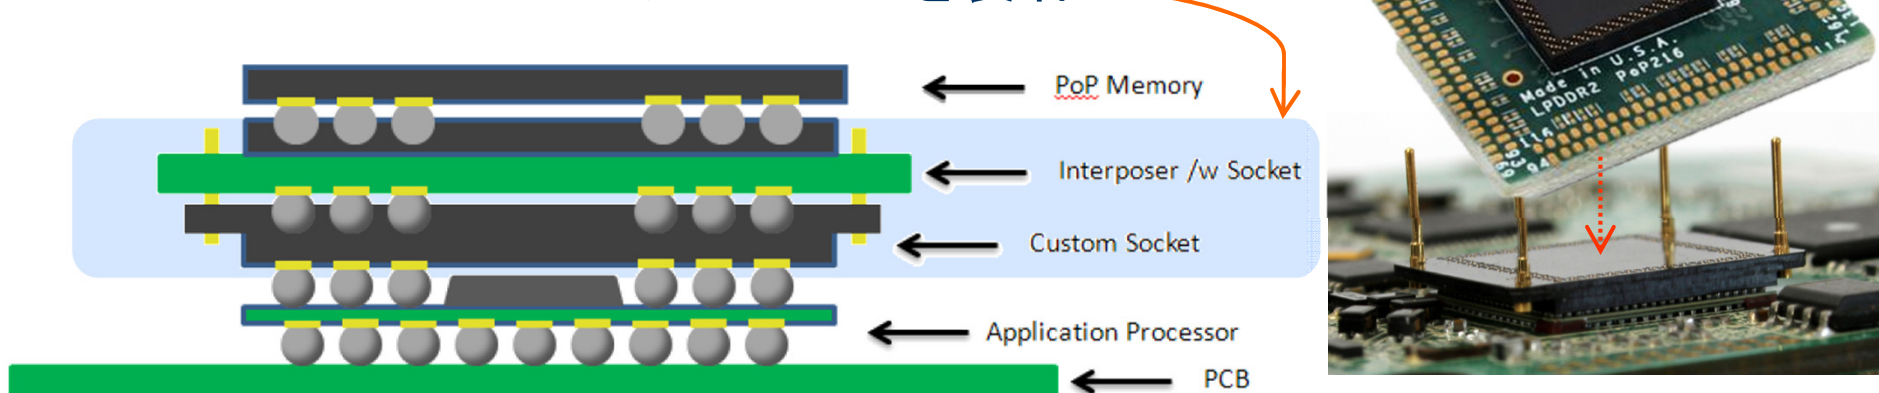 PoP Memory
Interposer /w Socket
Custom Socket
Application Processor
PCB
Made in U.S.A.
LPDDR2 PoP216